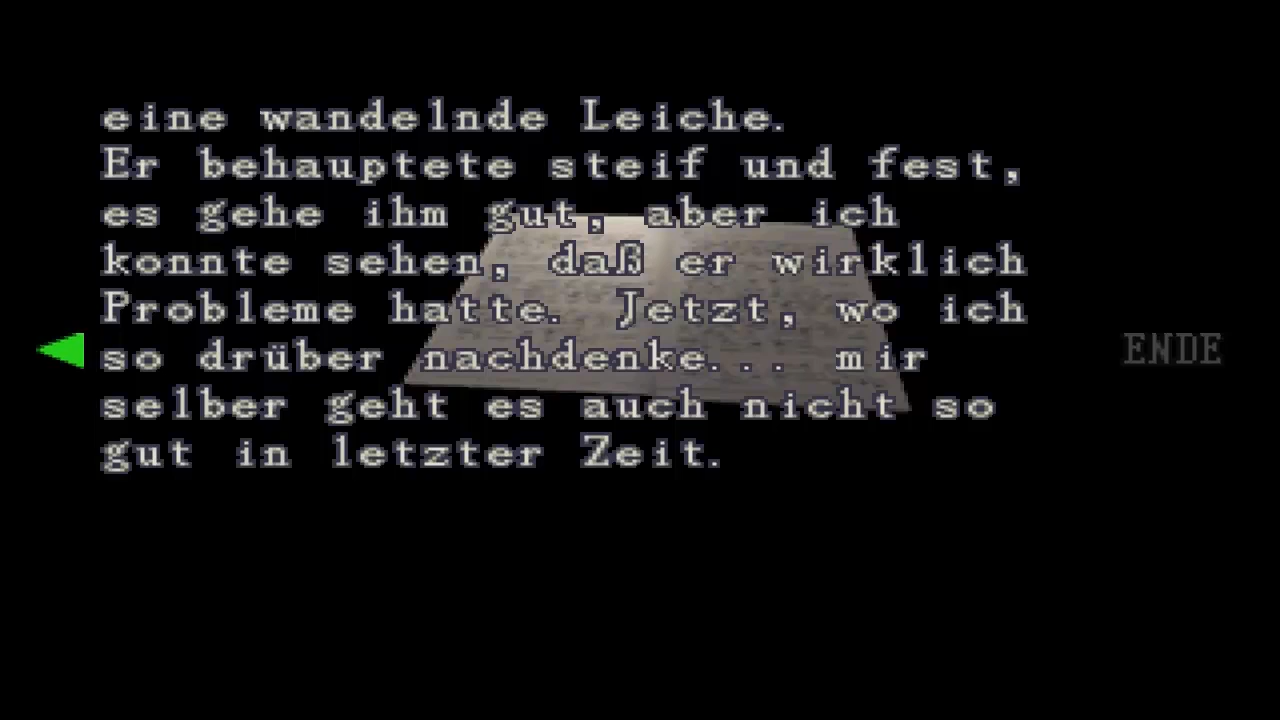 eine wandelnde Leiche.
Er behauptete steif und fest,
es gehe ihm gut, aber ich
konnte sehen, daß er wirklich
Probleme hatte. Jetzt, wo ich
so drüber nachdenke... mir
selber geht es auch nicht so
gut in letzter Zeit.
ENDE